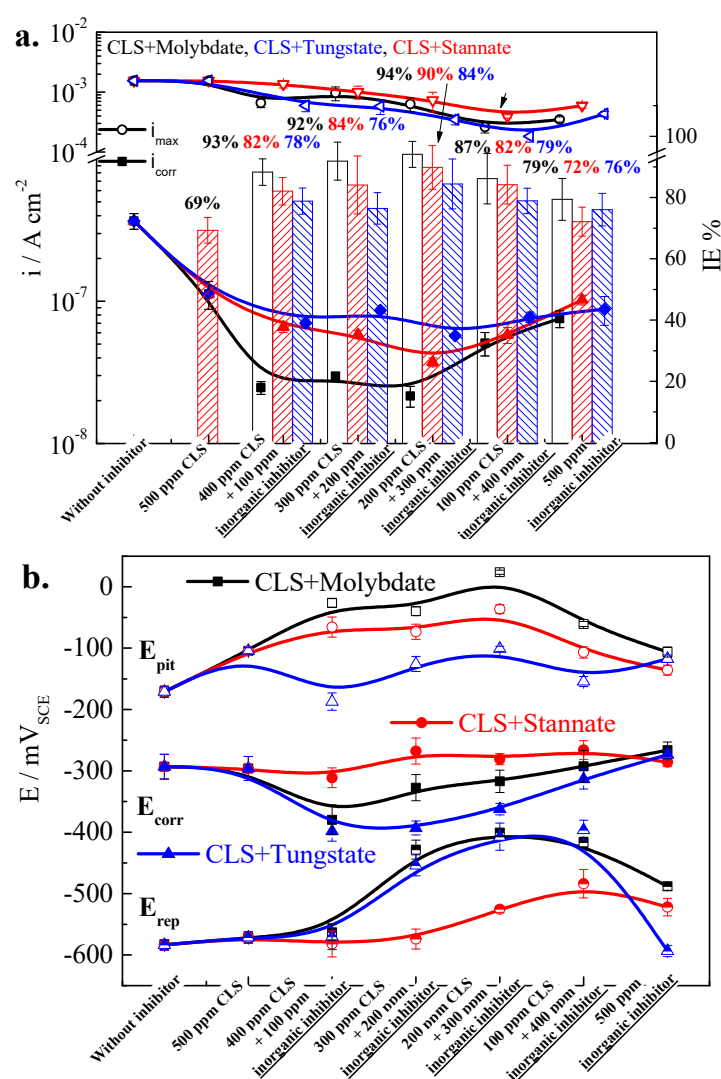 a.
CLS+Molybdate, CLS+Tungstate, CLS+Stannate
94% 90% 84%
92% 84% 76%
93% 82% 78%
87% 82% 79%
79% 72% 76%
69%
i_max
i_corr
i / A cm⁻²
10⁻²
10⁻³
10⁻⁴
10⁻⁷
10⁻⁸
IE %
100
80
60
40
20
0
Without inhibitor
500 ppm CLS
400 ppm CLS
+ 100 ppm
inorganic inhibitor
300 ppm CLS
+ 200 ppm
inorganic inhibitor
200 ppm CLS
+ 300 ppm
inorganic inhibitor
100 ppm CLS
+ 400 ppm
inorganic inhibitor
500 ppm
inorganic inhibitor
b.
CLS+Molybdate
E_pit
CLS+Stannate
E_corr
CLS+Tungstate
E_rep
E / mV_SCE
0
-100
-200
-300
-400
-500
-600
Without inhibitor
500 ppm CLS
400 ppm CLS
+ 100 ppm
inorganic inhibitor
300 ppm CLS
+ 200 ppm
inorganic inhibitor
200 ppm CLS
+ 300 ppm
inorganic inhibitor
100 ppm CLS
+ 400 ppm
inorganic inhibitor
500 ppm
inorganic inhibitor